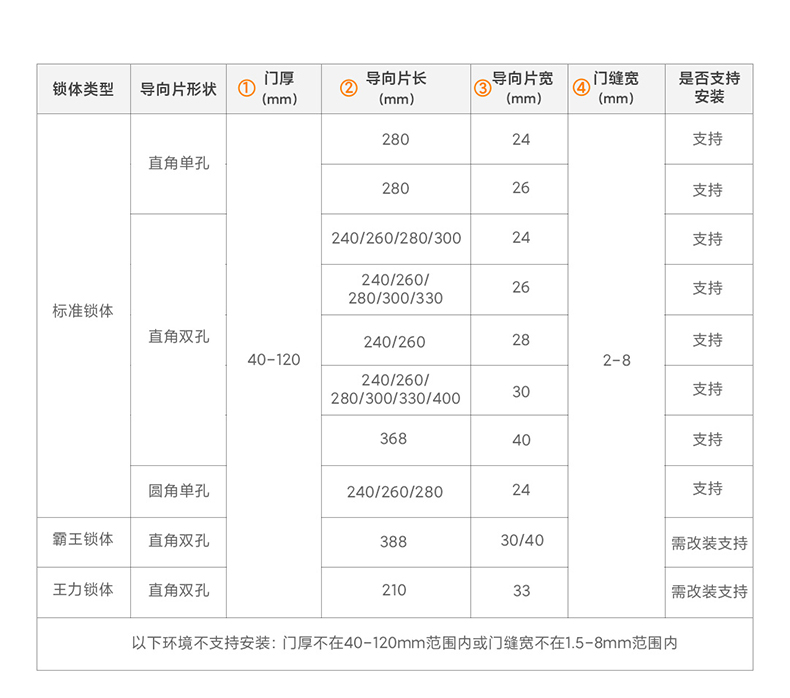 锁体类型 导向片形状 ① 门厚 (mm) ② 导向片长 (mm) ③ 导向片宽 (mm) ④ 门缝宽 (mm) 是否支持 安装
标准锁体 直角单孔 40-120 280 24 2-8 支持
280 26 支持
直角双孔 240/260/280/300 24 支持
240/260/
280/300/330 26 支持
240/260 28 支持
240/260/
280/300/330/400 30 支持
368 40 支持
圆角单孔 240/260/280 24 支持
霸王锁体 直角双孔 388 30/40 需改装支持
王力锁体 直角双孔 210 33 需改装支持
以下环境不支持安装：门厚不在40-120mm范围内或门缝宽不在1.5-8mm范围内